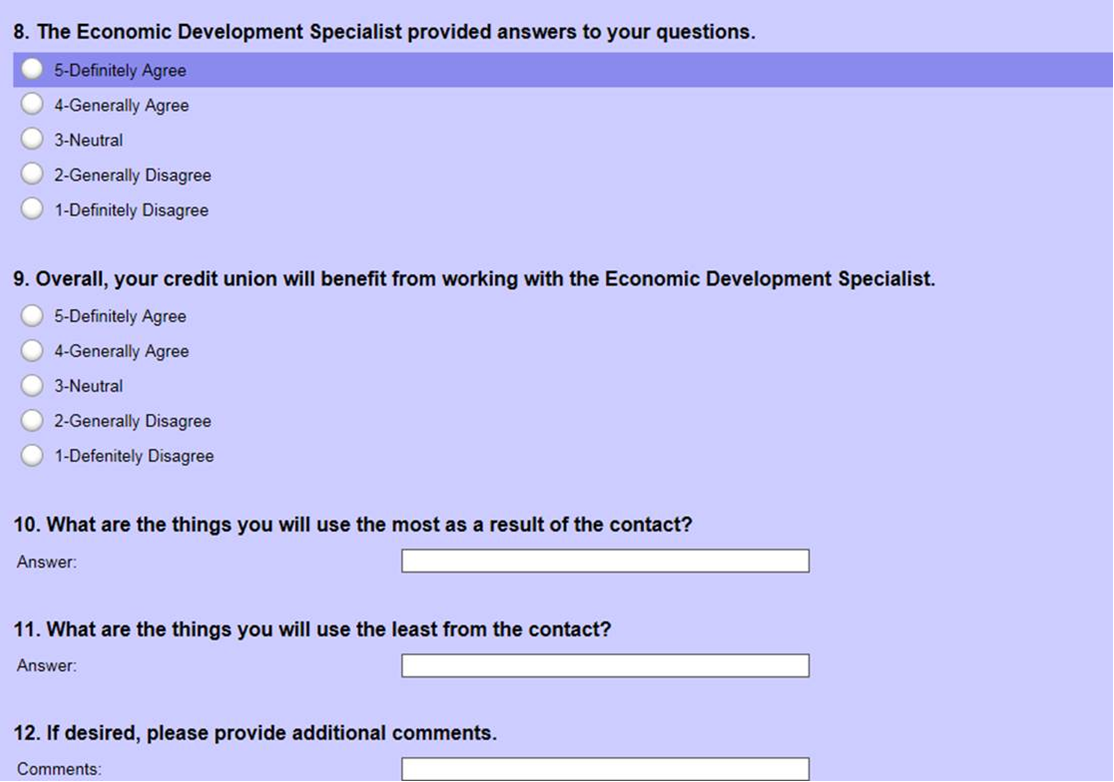 8. The Economic Development Specialist provided answers to your questions.
5-Definitely Agree
4-Generally Agree
3-Neutral
2-Generally Disagree
1-Definitely Disagree
9. Overall, your credit union will benefit from working with the Economic Development Specialist.
5-Definitely Agree
4-Generally Agree
3-Neutral
2-Generally Disagree
1-Defenitely Disagree
10. What are the things you will use the most as a result of the contact?
Answer:
11. What are the things you will use the least from the contact?
Answer:
12. If desired, please provide additional comments.
Comments: